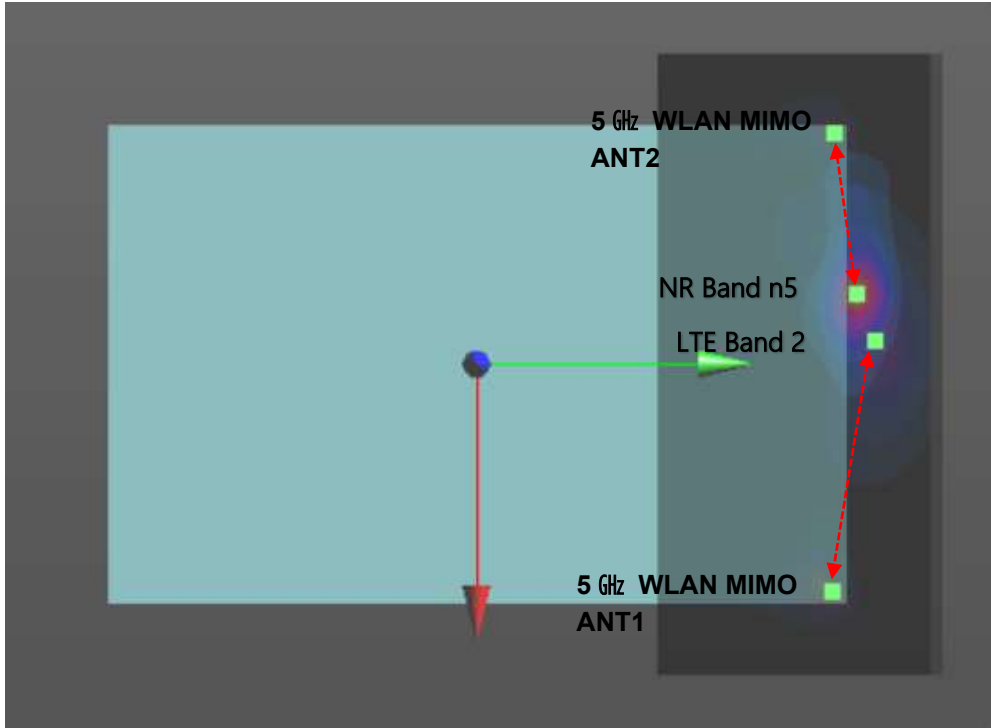 5 GHz WLAN MIMO
ANT2
NR Band n5
LTE Band 2
5 GHz WLAN MIMO
ANT1